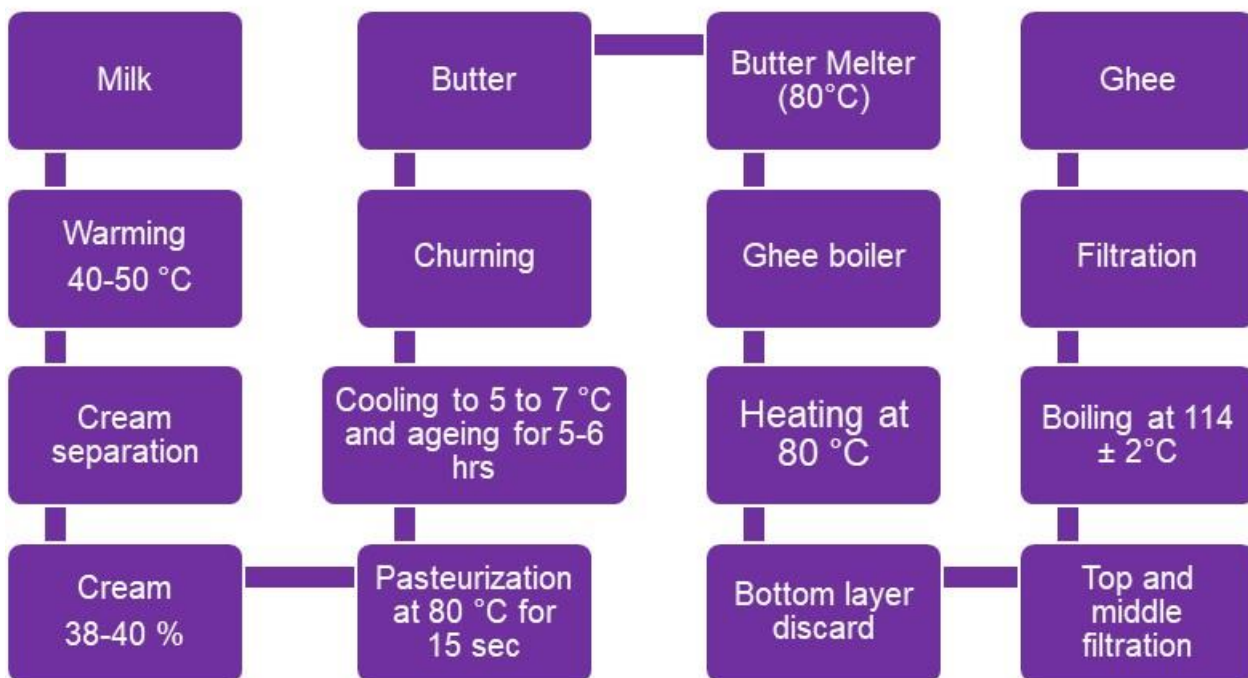 Milk
Warming
40-50 °C
Cream
separation
Cream
38-40 %
Pasteurization
at 80 °C for
15 sec
Cooling to 5 to 7 °C
and ageing for 5-6
hrs
Churning
Butter
Butter Melter
(80°C)
Ghee boiler
Heating at
80 °C
Bottom layer
discard
Top and
middle
filtration
Boiling at 114
± 2°C
Filtration
Ghee